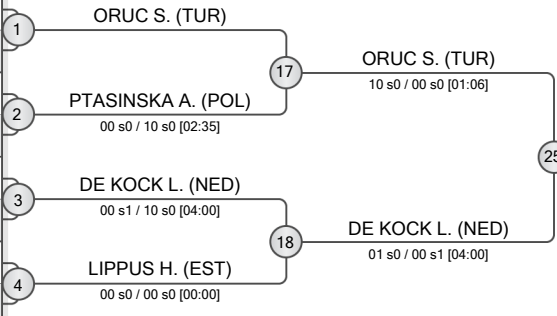 ORUC S. (TUR)
1
17
ORUC S. (TUR)
10 s0 / 00 s0 [01:06]
PTASINSKA A. (POL)
2
00 s0 / 10 s0 [02:35]
25
DE KOCK L. (NED)
3
00 s1 / 10 s0 [04:00]
18
DE KOCK L. (NED)
01 s0 / 00 s1 [04:00]
LIPPUS H. (EST)
4
00 s0 / 00 s0 [00:00]